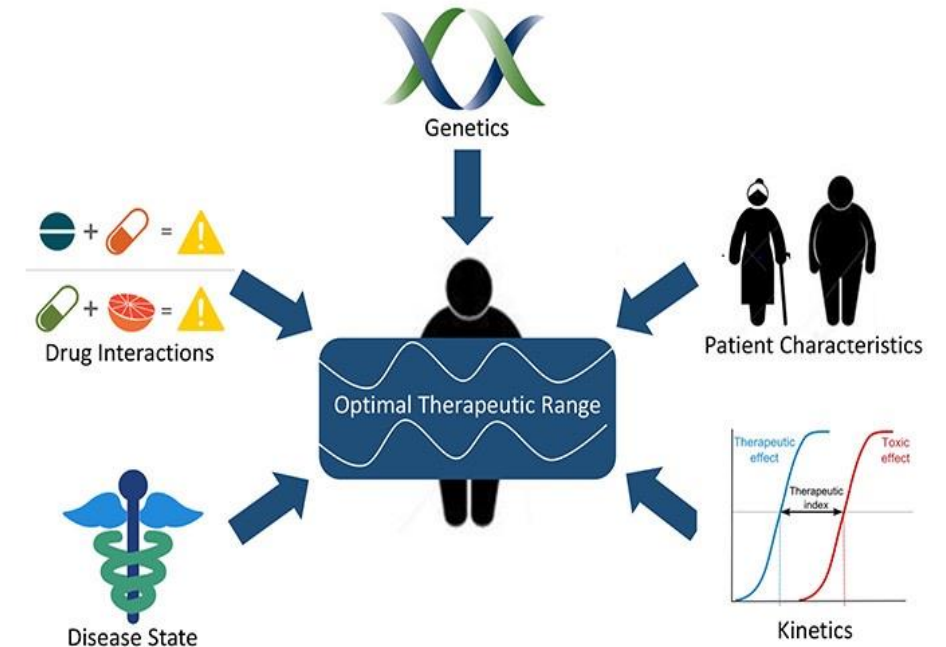 Genetics
+ =
+ =
Drug Interactions
Patient Characteristics
Optimal Therapeutic Range
Disease State
Therapeutic
effect
Toxic
effect
Therapeutic
index
Kinetics